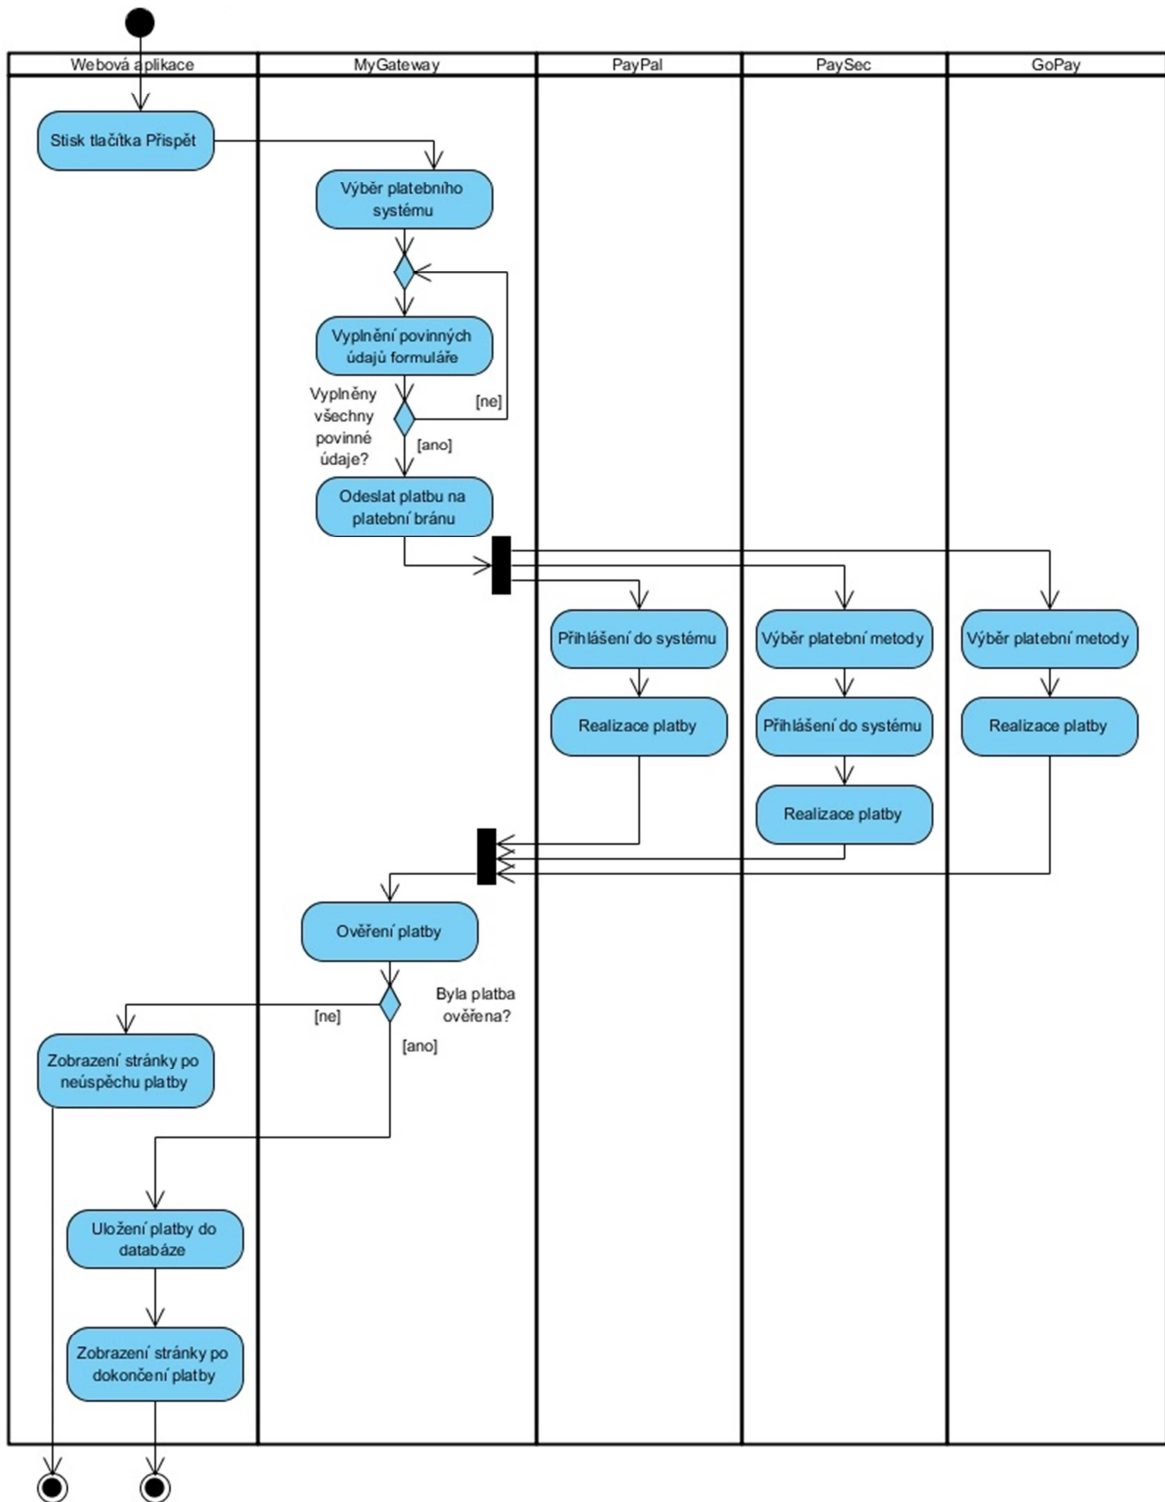 Webová aplikace
MyGateway
PayPal
PaySec
GoPay
Stisk tlačítka Přispět
Výběr platebního
systému
Vyplnění povinných
údajů formuláře
Vyplněny
všechny
povinné
údaje?
[ne]
[ano]
Odeslat platbu na
platební bránu
Přihlášení do systému
Výběr platební metody
Výběr platební metody
Realizace platby
Přihlášení do systému
Realizace platby
Realizace platby
Ověření platby
Byla platba
ověřena?
[ne]
[ano]
Zobrazení stránky po
neúspěchu platby
Uložení platby do
databáze
Zobrazení stránky po
dokončení platby